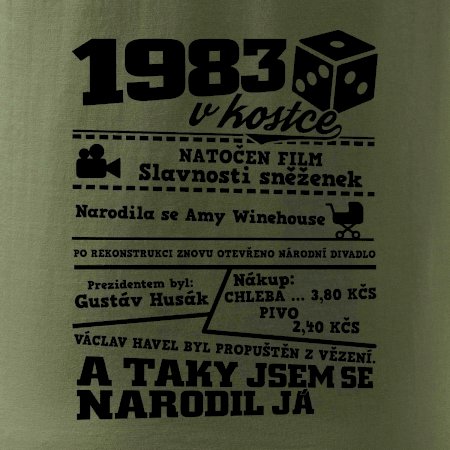 1983
v kostce
NATOČEN FILM
Slavnosti sněženek
Narodila se Amy Winehouse
PO REKONSTRUKCI ZNOVU OTEVŘENO NÁRODNÍ DIVADLO
Prezidentem byl:
Gustáv Husák
Nákup:
CHLEBA ... 3,80 KČS
PIVO
2,40 KČS
VÁCLAV HAVEL BYL PROPUŠTĚN Z VĚZENÍ.
A TAKY JSEM SE
NARODIL JÁ